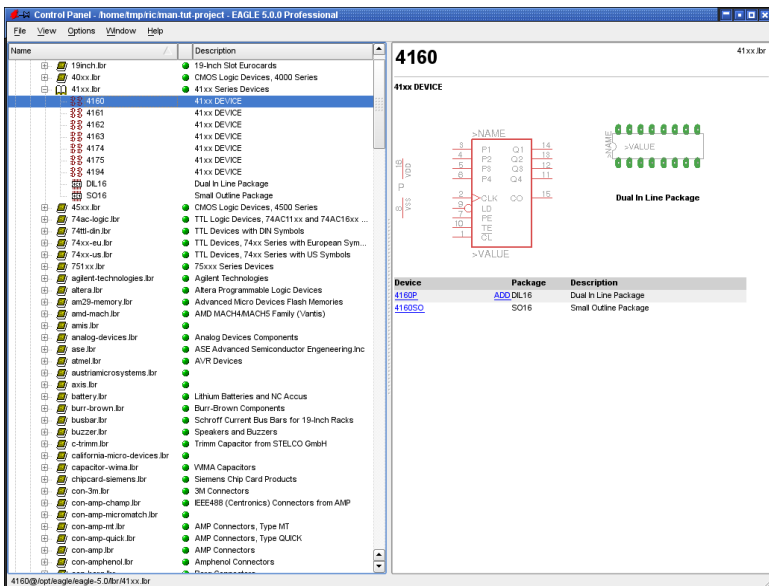 Control Panel - /home/tmp/ric/man-tut-project - EAGLE 5.0.0 Professional
File View Options Window Help
Name Description
19inch.lbr 19-Inch Slot Eurocards
40xx.lbr CMOS Logic Devices, 4000 Series
41xx.lbr 41xx Series Devices
4160 41xx DEVICE
4161 41xx DEVICE
4162 41xx DEVICE
4163 41xx DEVICE
4174 41xx DEVICE
4175 41xx DEVICE
4194 41xx DEVICE
DIL16 Dual In Line Package
SO16 Small Outline Package
45xx.lbr CMOS Logic Devices, 4500 Series
74ac-logic.lbr TTL Logic Devices, 74AC11xx and 74AC16xx ...
74ttl-din.lbr TTL Devices with DIN Symbols
74xx-eu.lbr TTL Devices, 74xx Series with European Sym...
74xx-us.lbr TTL Devices, 74xx Series with US Symbols
751xx.lbr 75xxx Series Devices
agilent-technologies.lbr Agilent Technologies
altera.lbr Altera Programmable Logic Devices
am29-memory.lbr Advanced Micro Devices Flash Memories
amd-mach.lbr AMD MACH4/MACH5 Family (Vantis)
amis.lbr
analog-devices.lbr Analog Devices Components
ase.lbr ASE Advanced Semiconductor Engeneering.Inc
atmel.lbr AVR Devices
austriamicrosystems.lbr
axis.lbr
battery.lbr Lithium Batteries and NC Accus
burr-brown.lbr Burr-Brown Components
busbar.lbr Schroff Current Bus Bars for 19-Inch Racks
buzzer.lbr Speakers and Buzzers
c-trimm.lbr Trimm Capacitor from STELCO GmbH
california-micro-devices.lbr
capacitor-wima.lbr WIMA Capacitors
chipcard-siemens.lbr Siemens Chip Card Products
con-3m.lbr 3M Connectors
con-amp-champ.lbr IEEE488 (Centronics) Connectors from AMP
con-amp-micromatch.lbr
con-amp-mt.lbr AMP Connectors, Type MT
con-amp-quick.lbr AMP Connectors, Type QUICK
con-amp.lbr AMP Connectors
con-amphenol.lbr Amphenol Connectors
4160 41xx.lbr
41xx DEVICE
>NAME
3 P1 Q1 14
4 P2 Q2 13
5 P3 Q3 12
6 P4 Q4 11
2 CLK CO 15
9 LD
7 PE
10 TE
1 CL
>VALUE
16 VDD
P
8 VSS
>NAME
>VALUE
Dual In Line Package
Device Package Description
4160P ADD DIL16 Dual In Line Package
4160SO SO16 Small Outline Package
4160@/opt/eagle/eagle-5.0/lbr/41xx.lbr